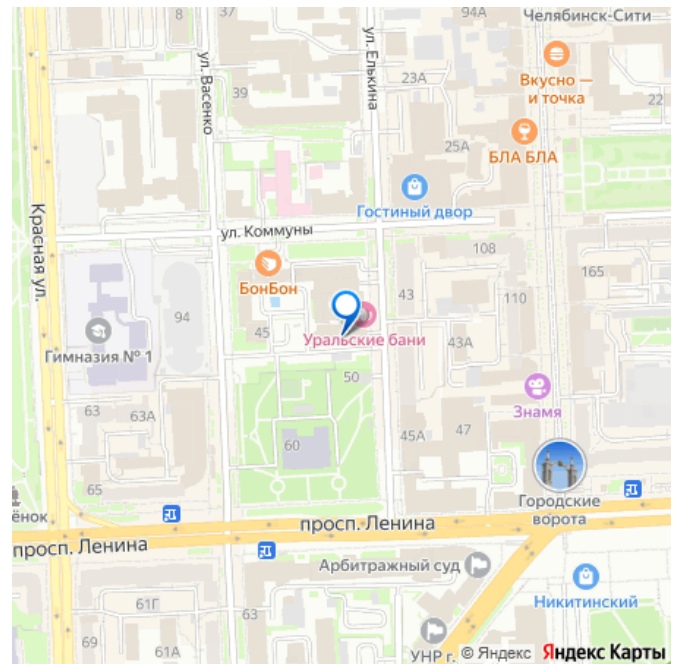 8
37
94А
Челябинск-Сити
ул. Васенко
ул. Елькина
39
23А
Вкусно —
и точка
22
25А
БЛА БЛА
Гостиный двор
Красная ул.
ул. Коммуны
108
БонБон
165
43
110
94
45
Уральские бани
43А
Гимназия № 1
50
Знамя
63
63А
45А
47
60
65
Городские
ворота
ёнок
просп. Ленина
просп. Ленина
Арбитражный суд
61Г
63
Никитинский
69
61
УНР г.
© Яндекс Яндекс Карты